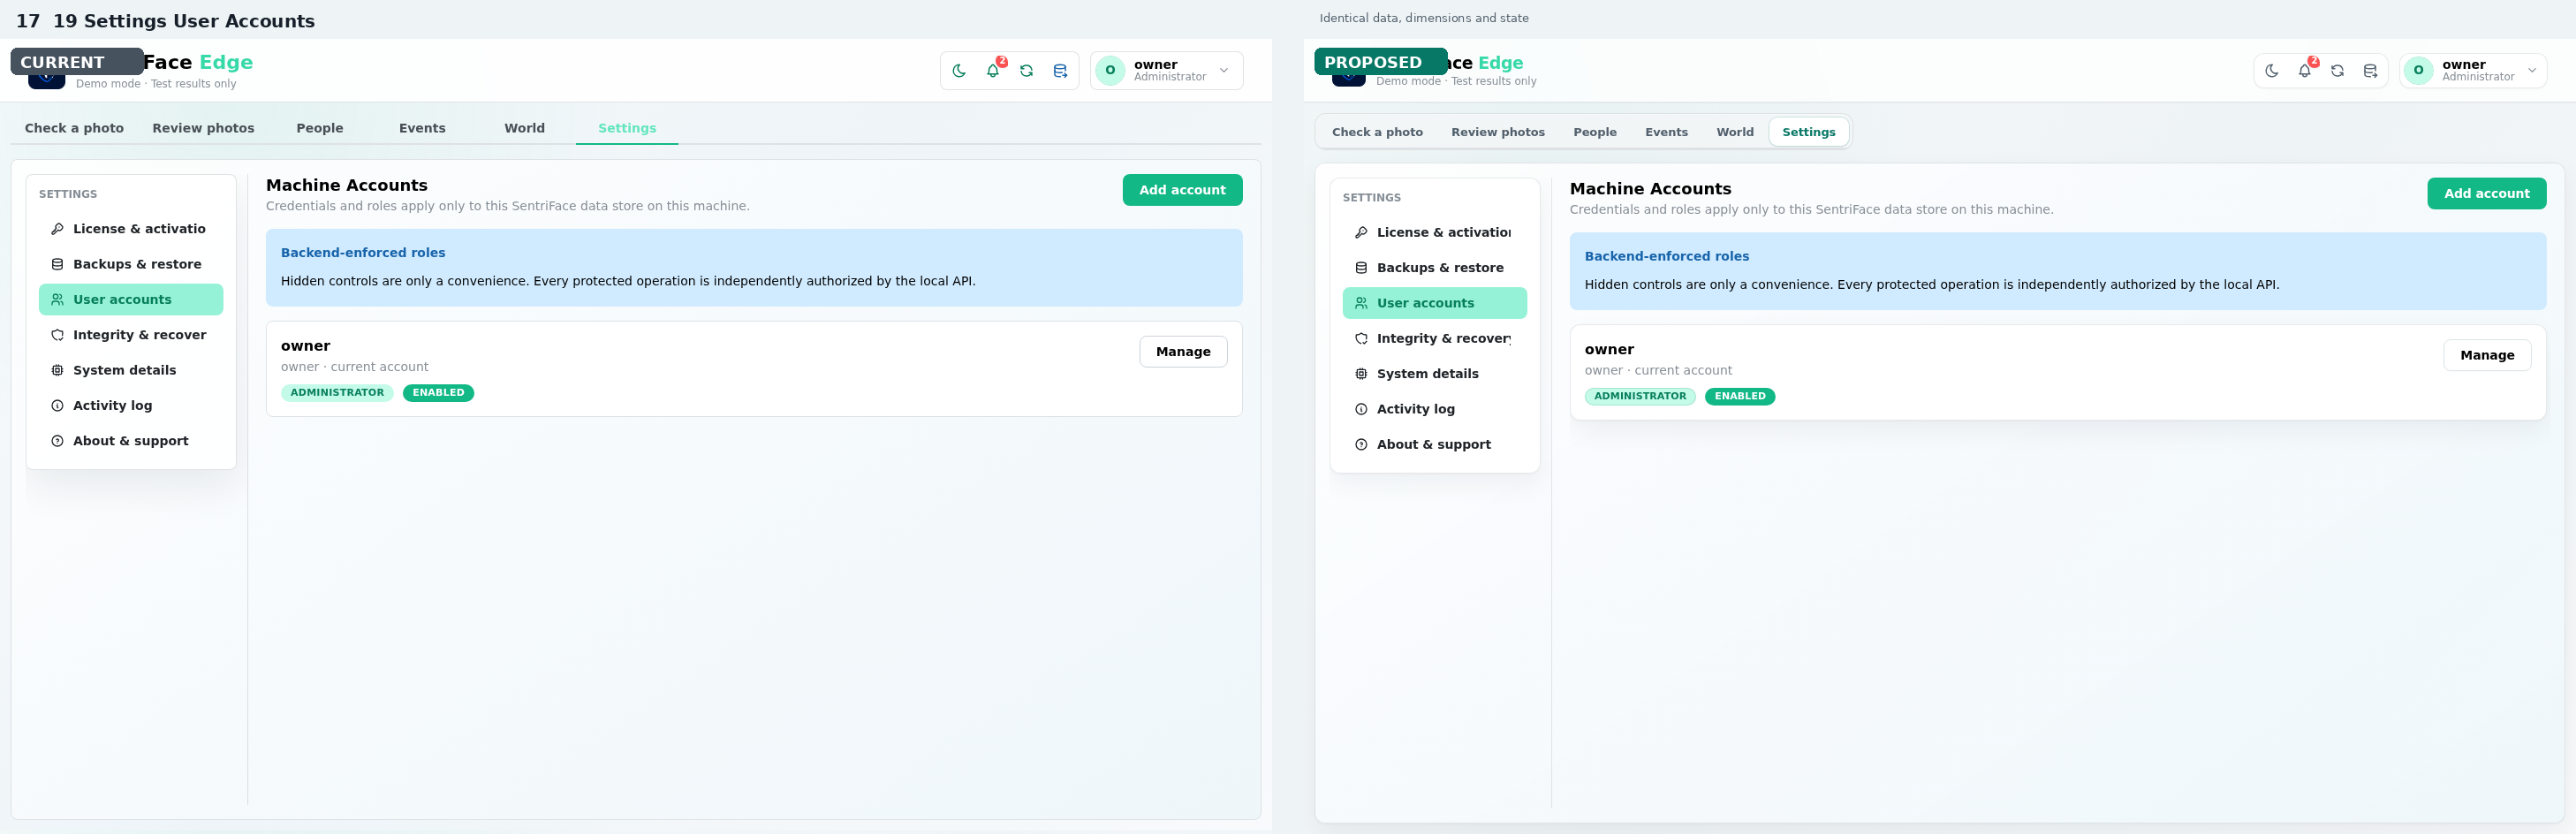 17 19 Settings User Accounts
CURRENT
Face Edge
Demo mode · Test results only
2
O
owner
Administrator
Check a photo
Review photos
People
Events
World
Settings
SETTINGS
License & activatio
Backups & restore
User accounts
Integrity & recover
System details
Activity log
About & support
Machine Accounts
Credentials and roles apply only to this SentriFace data store on this machine.
Add account
Backend-enforced roles
Hidden controls are only a convenience. Every protected operation is independently authorized by the local API.
owner
owner · current account
ADMINISTRATOR
ENABLED
Manage
Identical data, dimensions and state
PROPOSED
ace Edge
Demo mode · Test results only
2
O
owner
Administrator
Check a photo
Review photos
People
Events
World
Settings
SETTINGS
License & activation
Backups & restore
User accounts
Integrity & recovery
System details
Activity log
About & support
Machine Accounts
Credentials and roles apply only to this SentriFace data store on this machine.
Add account
Backend-enforced roles
Hidden controls are only a convenience. Every protected operation is independently authorized by the local API.
owner
owner · current account
ADMINISTRATOR
ENABLED
Manage